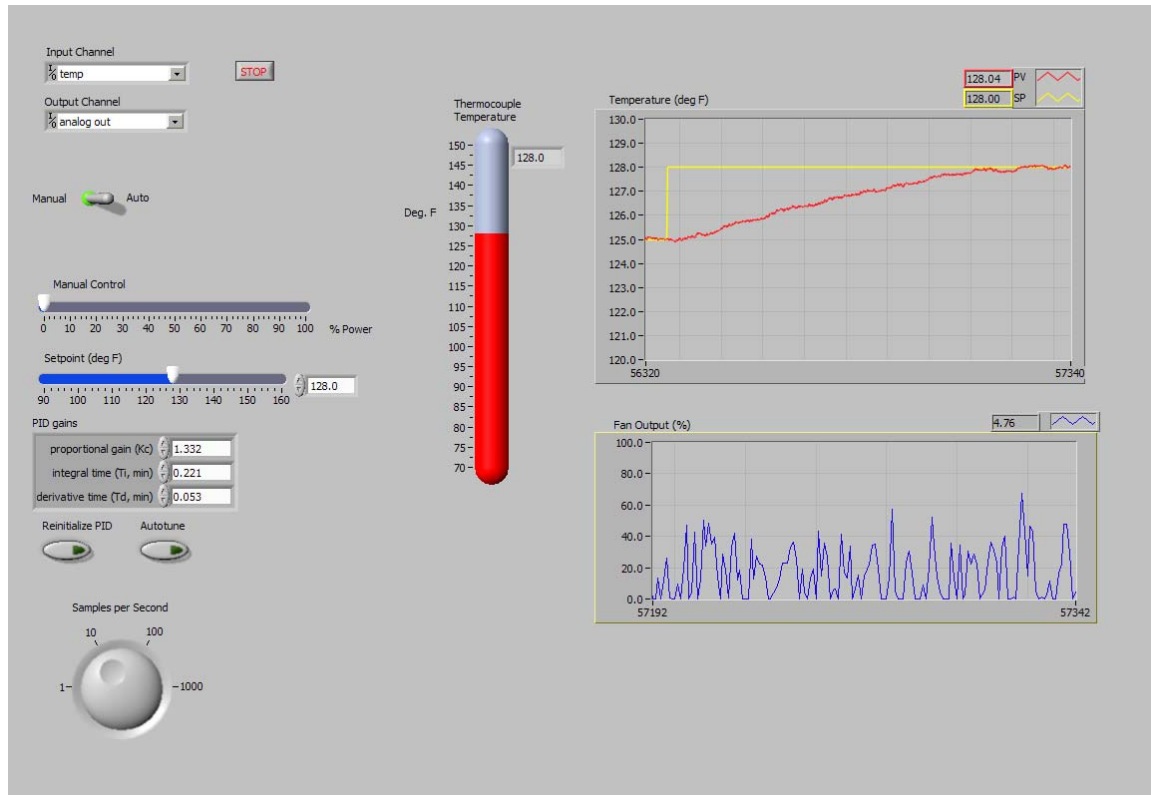 Input Channel
temp
STOP
Output Channel
analog out
Manual
Auto
Manual Control
0 10 20 30 40 50 60 70 80 90 100
% Power
Setpoint (deg F)
128.0
90 100 110 120 130 140 150 160
PID gains
proportional gain (Kc) 1.332
integral time (Ti, min) 0.221
derivative time (Td, min) 0.053
Reinitialize PID
Autotune
Samples per Second
10 100
1 1000
Thermocouple
Temperature
128.0
Deg. F
150
145
140
135
130
125
120
115
110
105
100
95
90
85
80
75
70
128.04 PV
128.00 SP
Temperature (deg F)
130.0
129.0
128.0
127.0
126.0
125.0
124.0
123.0
122.0
121.0
120.0
56320 57340
Fan Output (%)
4.76
100.0
80.0
60.0
40.0
20.0
0.0
57192 57342